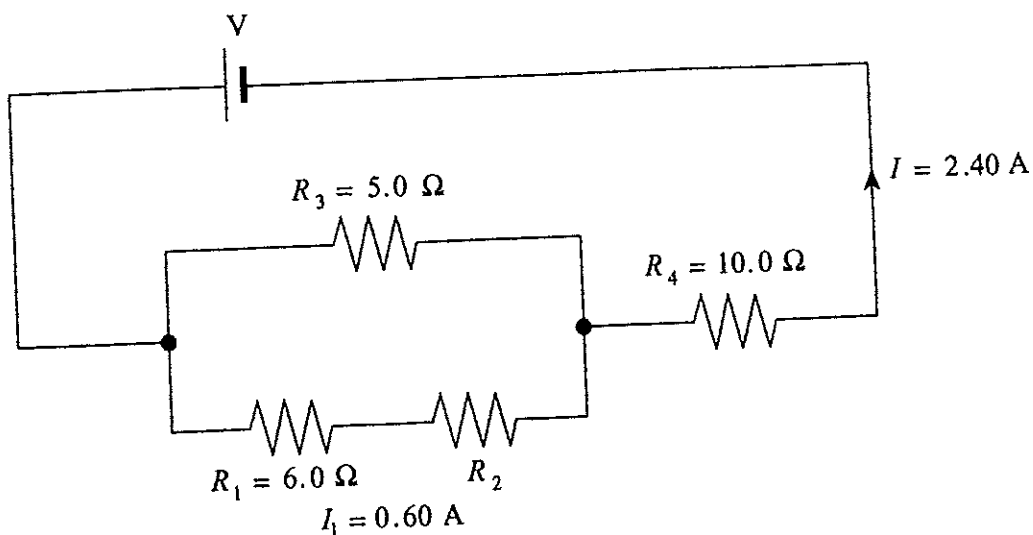 V
I = 2.40 A
R₃ = 5.0 Ω
R₄ = 10.0 Ω
R₁ = 6.0 Ω
R₂
I₁ = 0.60 A